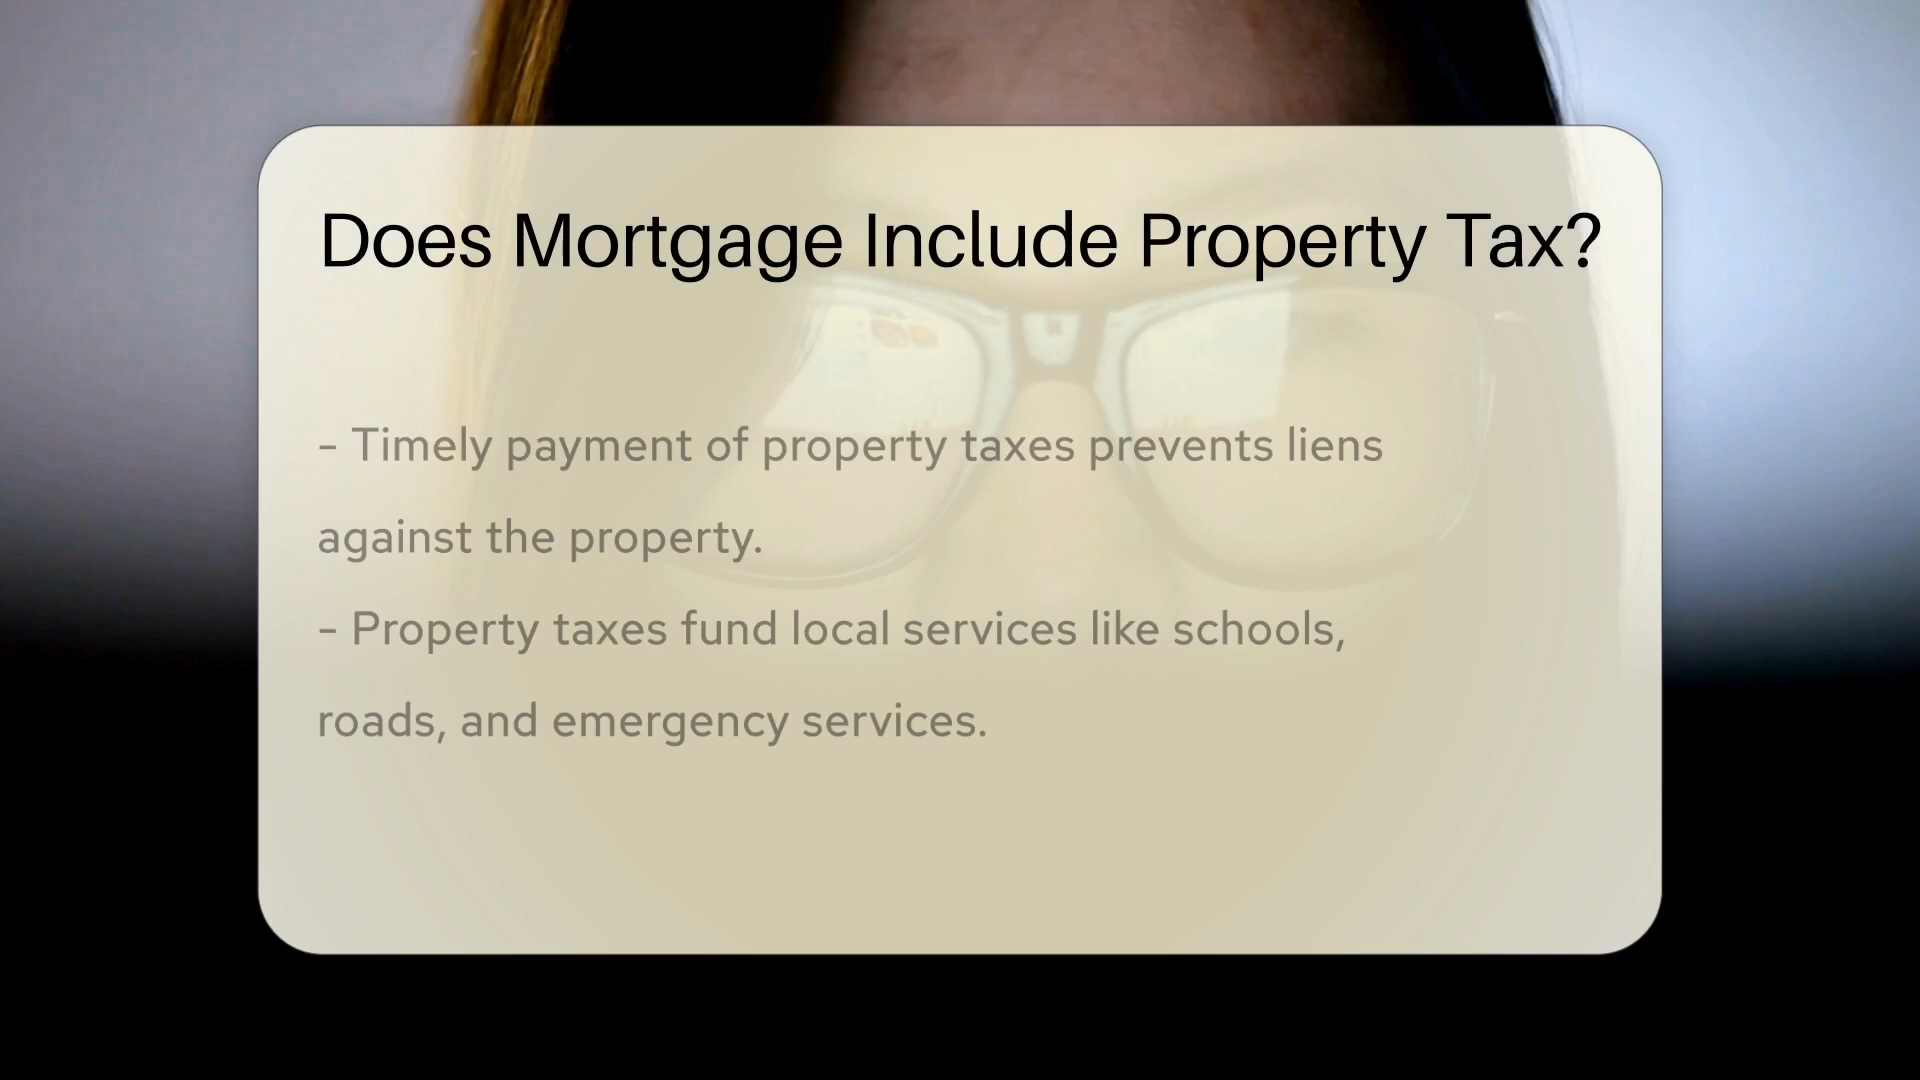 Does Mortgage Include Property Tax?
- Timely payment of property taxes prevents liens
against the property.
- Property taxes fund local services like schools,
roads, and emergency services.